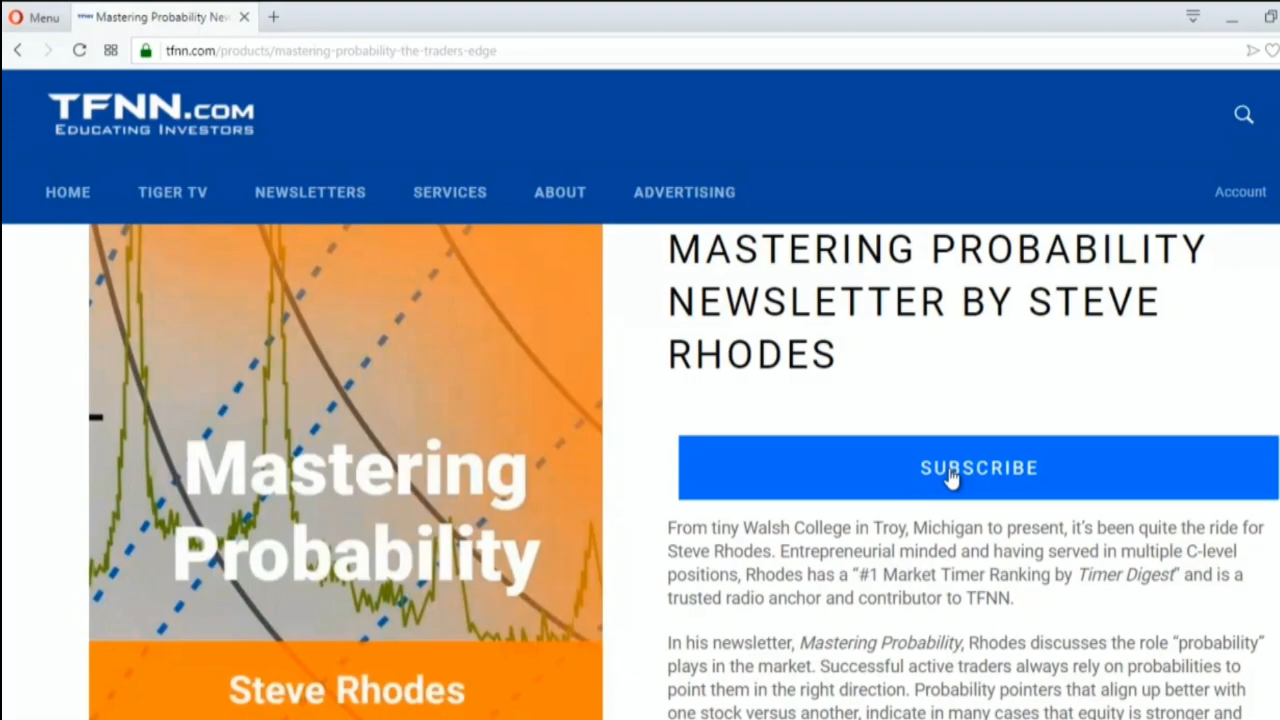 Menu
Mastering Probability New
tfnn.com/products/mastering-probability-the-traders-edge
TFNN.COM
EDUCATING INVESTORS
HOME TIGER TV NEWSLETTERS SERVICES ABOUT ADVERTISING Account
MASTERING PROBABILITY
NEWSLETTER BY STEVE
RHODES
Mastering
Probability
Steve Rhodes
SUBSCRIBE
From tiny Walsh College in Troy, Michigan to present, it's been quite the ride for
Steve Rhodes. Entrepreneurial minded and having served in multiple C-level
positions, Rhodes has a “#1 Market Timer Ranking by Timer Digest” and is a
trusted radio anchor and contributor to TFNN.
In his newsletter, Mastering Probability, Rhodes discusses the role “probability”
plays in the market. Successful active traders always rely on probabilities to
point them in the right direction. Probability pointers that align up better with
one stock versus another, indicate in many cases that equity is stronger and